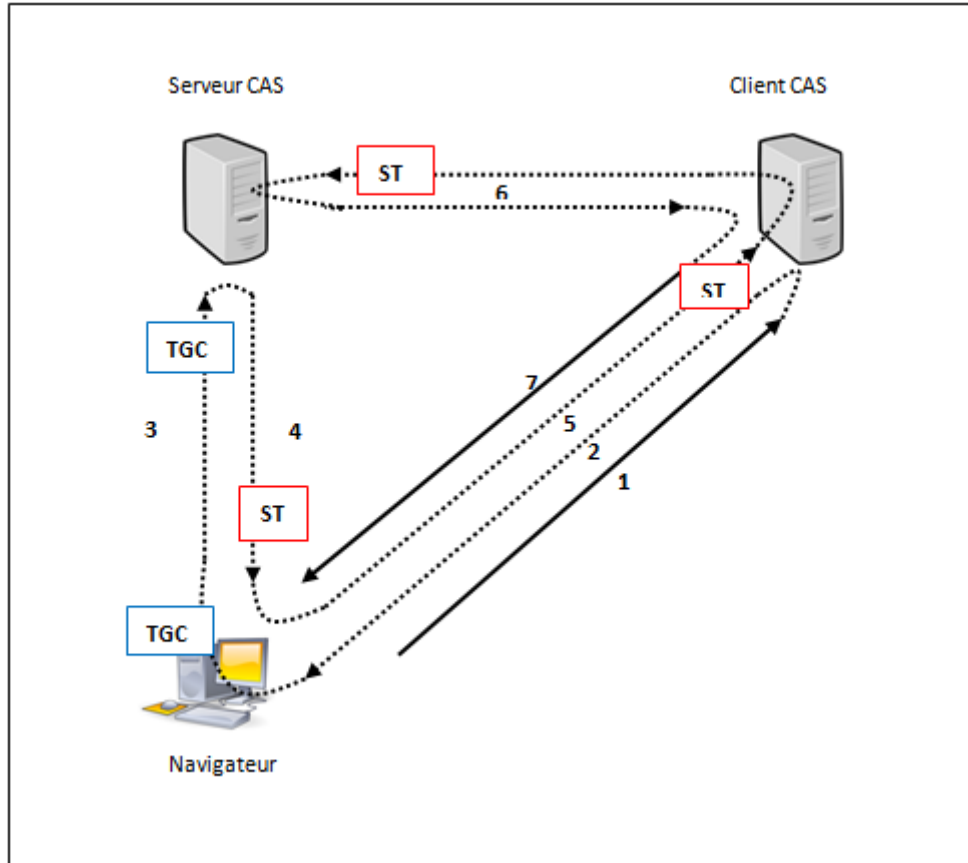 Serveur CAS
Client CAS
ST
6
ST
TGC
7
3
4
5
2
1
ST
TGC
Navigateur